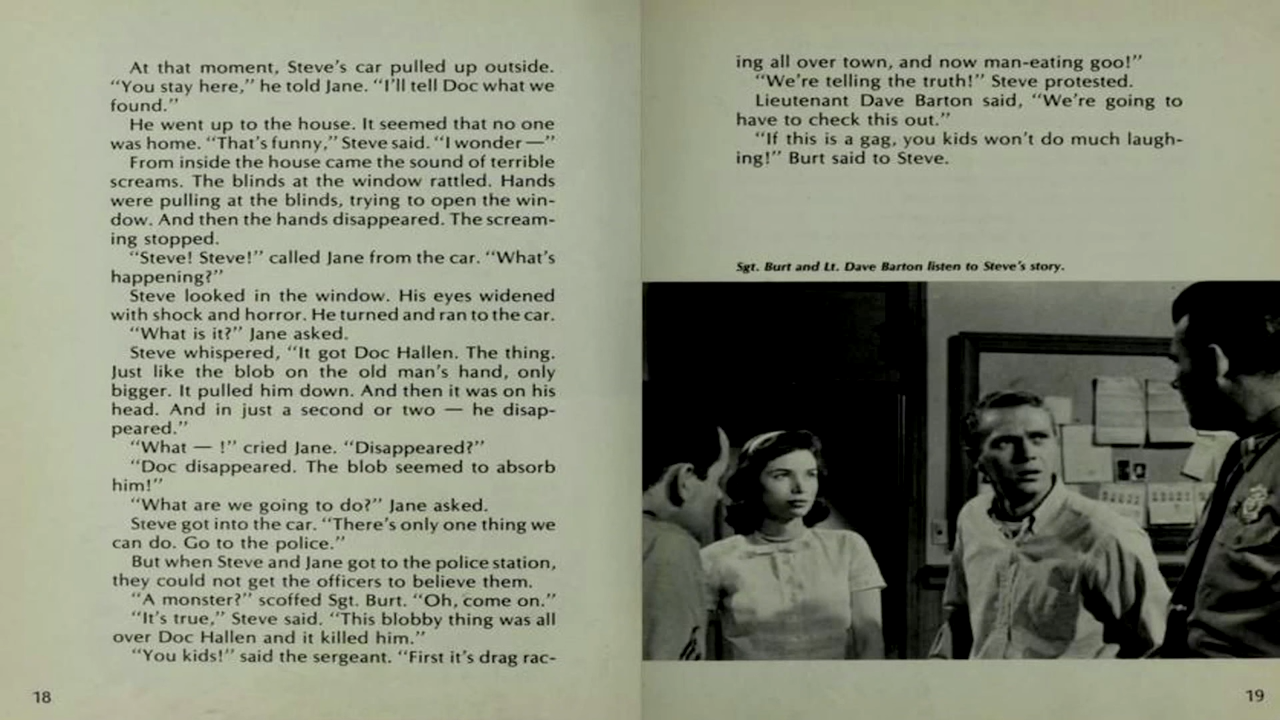 At that moment, Steve's car pulled up outside.
"You stay here," he told Jane. "I'll tell Doc what we
found."
He went up to the house. It seemed that no one
was home. "That's funny," Steve said. "I wonder —"
From inside the house came the sound of terrible
screams. The blinds at the window rattled. Hands
were pulling at the blinds, trying to open the win-
dow. And then the hands disappeared. The scream-
ing stopped.
"Steve! Steve!" called Jane from the car. "What's
happening?"
Steve looked in the window. His eyes widened
with shock and horror. He turned and ran to the car.
"What is it?" Jane asked.
Steve whispered, "It got Doc Hallen. The thing.
Just like the blob on the old man's hand, only
bigger. It pulled him down. And then it was on his
head. And in just a second or two — he disap-
peared."
"What — !" cried Jane. "Disappeared?"
"Doc disappeared. The blob seemed to absorb
him!"
"What are we going to do?" Jane asked.
Steve got into the car. "There's only one thing we
can do. Go to the police."
But when Steve and Jane got to the police station,
they could not get the officers to believe them.
"A monster?" scoffed Sgt. Burt. "Oh, come on."
"It's true," Steve said. "This blobby thing was all
over Doc Hallen and it killed him."
"You kids!" said the sergeant. "First it's drag rac-
18
ing all over town, and now man-eating goo!"
"We're telling the truth!" Steve protested.
Lieutenant Dave Barton said, "We're going to
have to check this out."
"If this is a gag, you kids won't do much laugh-
ing!" Burt said to Steve.
Sgt. Burt and Lt. Dave Barton listen to Steve's story.
19